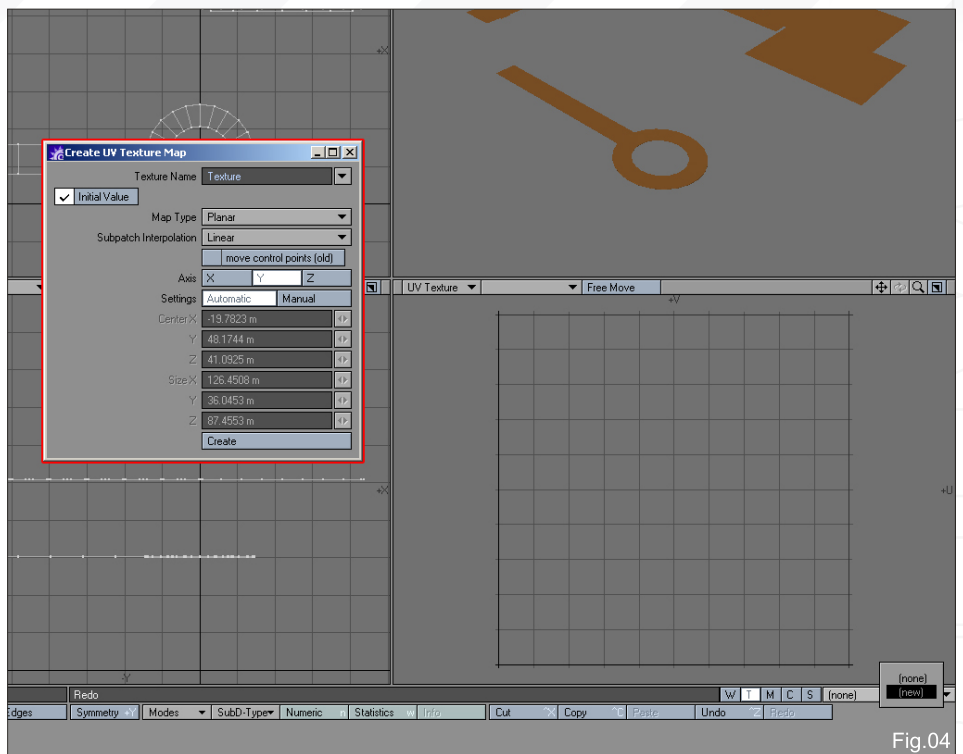 +X
Create UV Texture Map
Texture Name Texture
Initial Value
Map Type Planar
Subpatch Interpolation Linear
move control points (old)
Axis X Y Z
Settings Automatic Manual
Center X -19.7823 m
Y 48.1744 m
Z 41.0925 m
Size X 126.4508 m
Y 36.0453 m
Z 87.4553 m
Create
UV Texture Free Move
+V
+X
+U
-Y
(none)
Redo W T M C S (none) (new)
Edges Symmetry +Y Modes SubD-Type Numeric n Statistics w Info i Cut ^X Copy ^C Paste Undo ^Z Redo
Fig.04